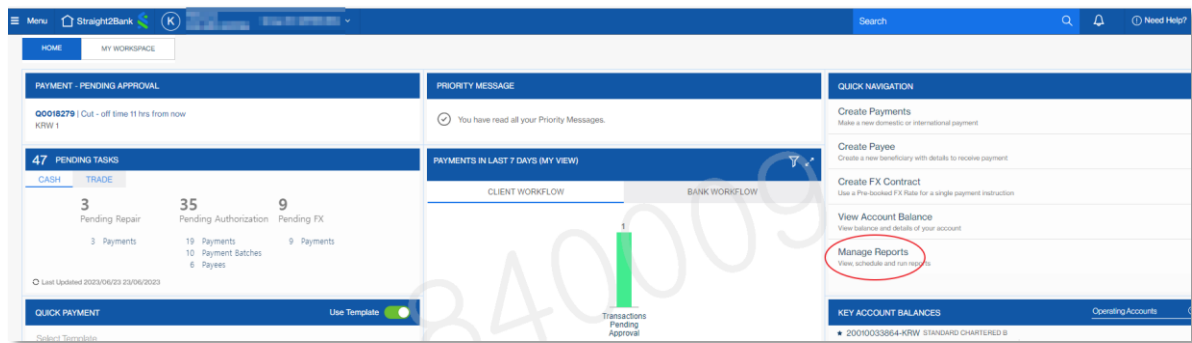 Menu Straight2Bank K
Search
Need Help?
HOME MY WORKSPACE
PAYMENT - PENDING APPROVAL
Q0018279 | Cut - off time 11 hrs from now
KRW 1
47 PENDING TASKS
CASH TRADE
3 35 9
Pending Repair Pending Authorization Pending FX
3 Payments 19 Payments 9 Payments
10 Payment Batches
6 Payees
Last Updated 2023/06/23 23/06/2023
QUICK PAYMENT Use Template
Select Template
PRIORITY MESSAGE
You have read all your Priority Messages.
PAYMENTS IN LAST 7 DAYS (MY VIEW)
CLIENT WORKFLOW BANK WORKFLOW
1
Transactions
Pending
Approval
QUICK NAVIGATION
Create Payments
Make a new domestic or international payment
Create Payee
Create a new beneficiary with details to receive payment
Create FX Contract
Use a Pre-booked FX Rate for a single payment instruction
View Account Balance
View balance and details of your account
Manage Reports
View, schedule and run reports
KEY ACCOUNT BALANCES Operating Accounts
20010033864-KRW STANDARD CHARTERED B
840009